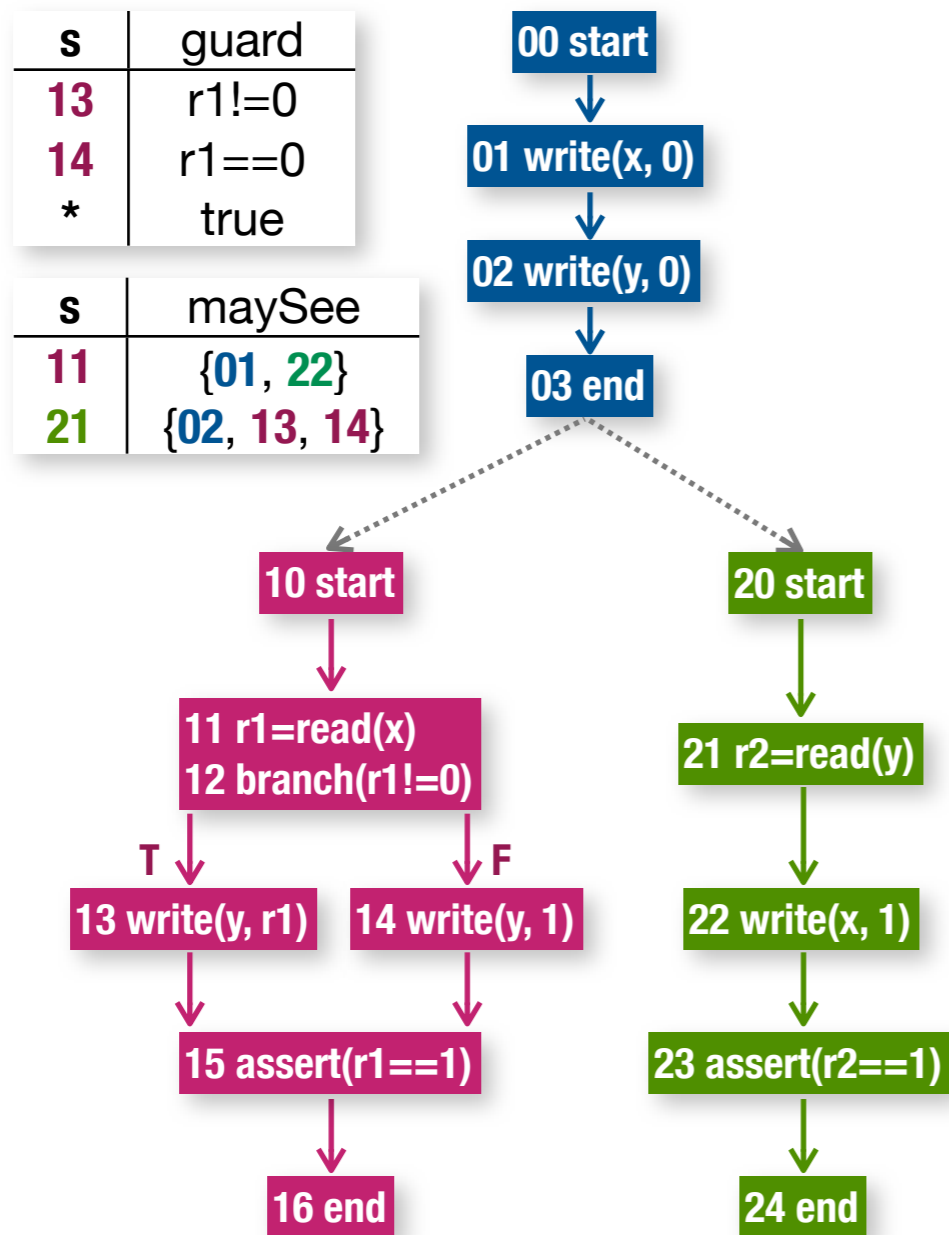 s guard
13 r1!=0
14 r1==0
* true
s maySee
11 {01, 22}
21 {02, 13, 14}
00 start
01 write(x, 0)
02 write(y, 0)
03 end
10 start
11 r1=read(x)
12 branch(r1!=0)
T F
13 write(y, r1)
14 write(y, 1)
15 assert(r1==1)
16 end
20 start
21 r2=read(y)
22 write(x, 1)
23 assert(r2==1)
24 end